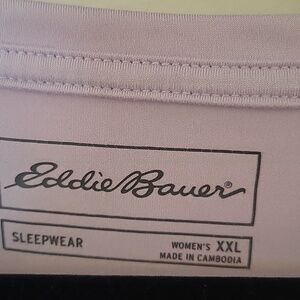 Eddie Bauer®
SLEEPWEAR
WOMEN'S XXL
MADE IN CAMBODIA